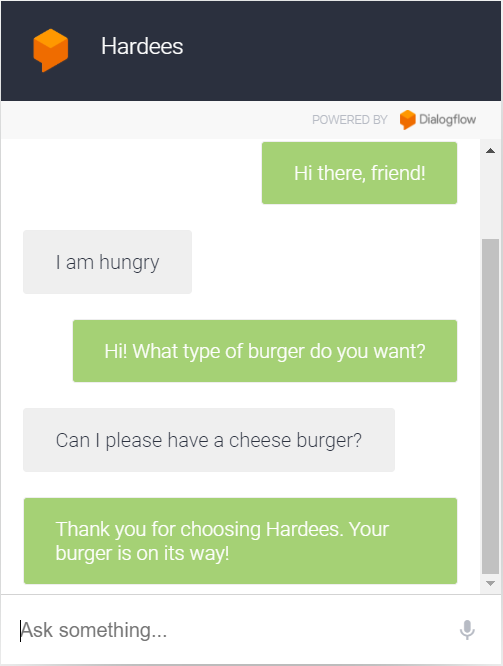 Hardees
POWERED BY Dialogflow
Hi there, friend!
I am hungry
Hi! What type of burger do you want?
Can I please have a cheese burger?
Thank you for choosing Hardees. Your
burger is on its way!
Ask something...